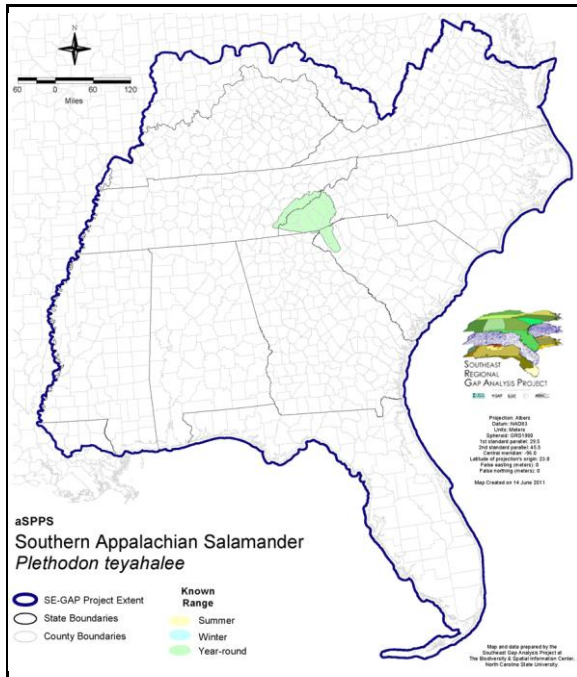 N
60 0 60 120
Miles
SOUTHEAST
REGIONAL
GAP ANALYSIS PROJECT
Projection: Albers
Datum: NAD83
Units: Meters
Spheroid: GRS1980
1st standard parallel: 29.5
2nd standard parallel: 45.5
Central meridian: -96.0
Latitude of projection's origin: 23.0
False easting (meters): 0
False northing (meters): 0
Map Created on 14 June 2011
aSPPS
Southern Appalachian Salamander
Plethodon teyahalee
SE-GAP Project Extent
State Boundaries
County Boundaries
Known
Range
Summer
Winter
Year-round
Map and data prepared by the
Southeast Gap Analysis Project at
The Biodiversity & Spatial Information Center,
North Carolina State University.